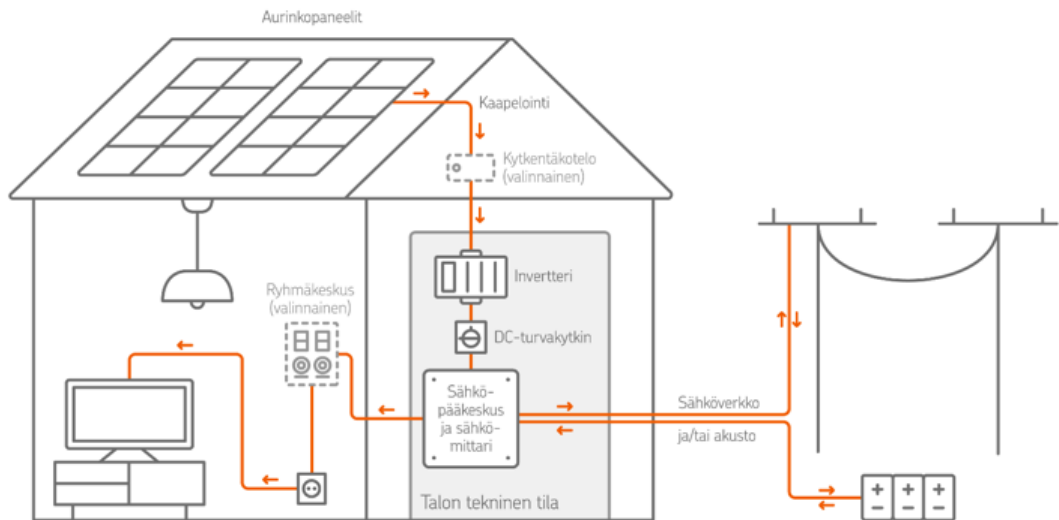 Aurinkopaneelit
Kaapelointi
Kytkentäkotelo
(valinnainen)
Invertteri
Ryhmäkeskus
(valinnainen)
DC-turvakytkin
Sähkö-
pääkeskus
ja sähkö-
mittari
Sähköverkko
ja/tai akusto
Talon tekninen tila